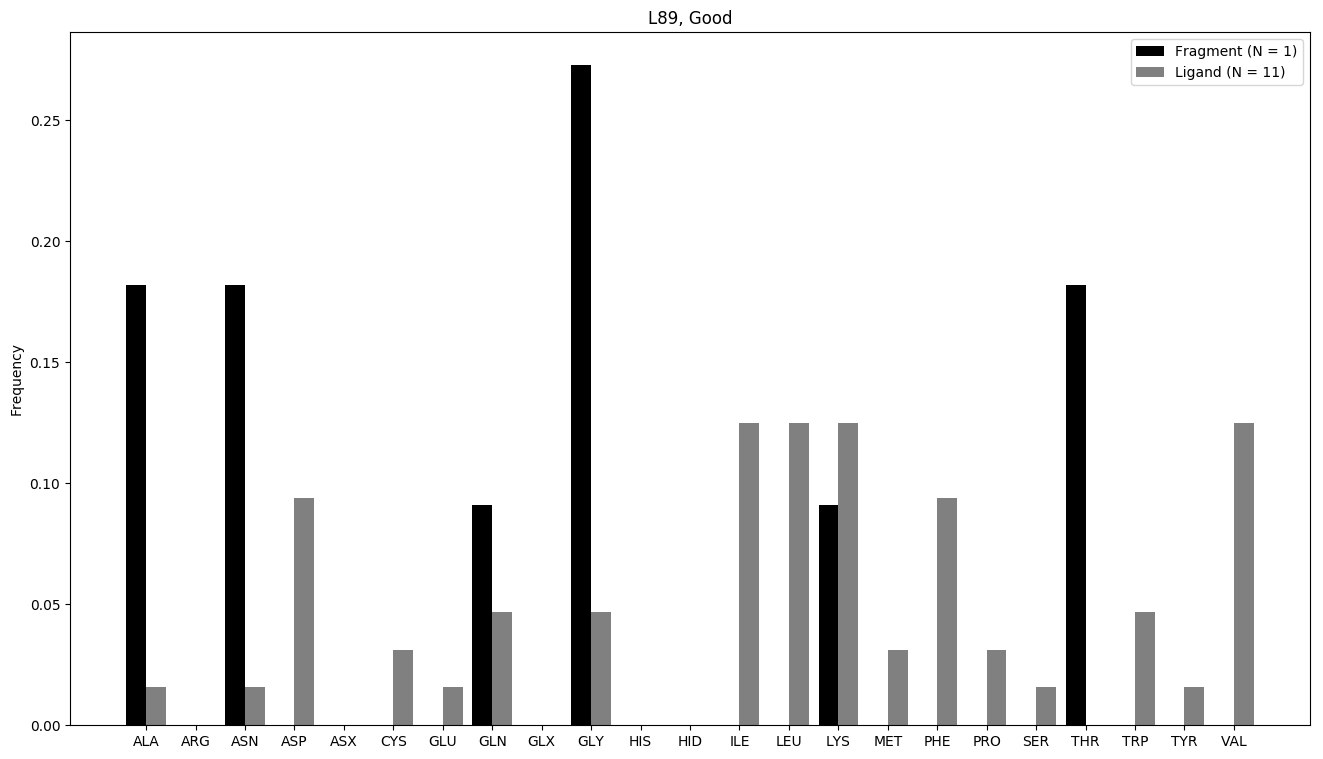 L89, Good
Fragment (N = 1)
Ligand (N = 11)
Frequency
0.25
0.20
0.15
0.10
0.05
0.00
ALA ARG ASN ASP ASX CYS GLU GLN GLX GLY HIS HID ILE LEU LYS MET PHE PRO SER THR TRP TYR VAL